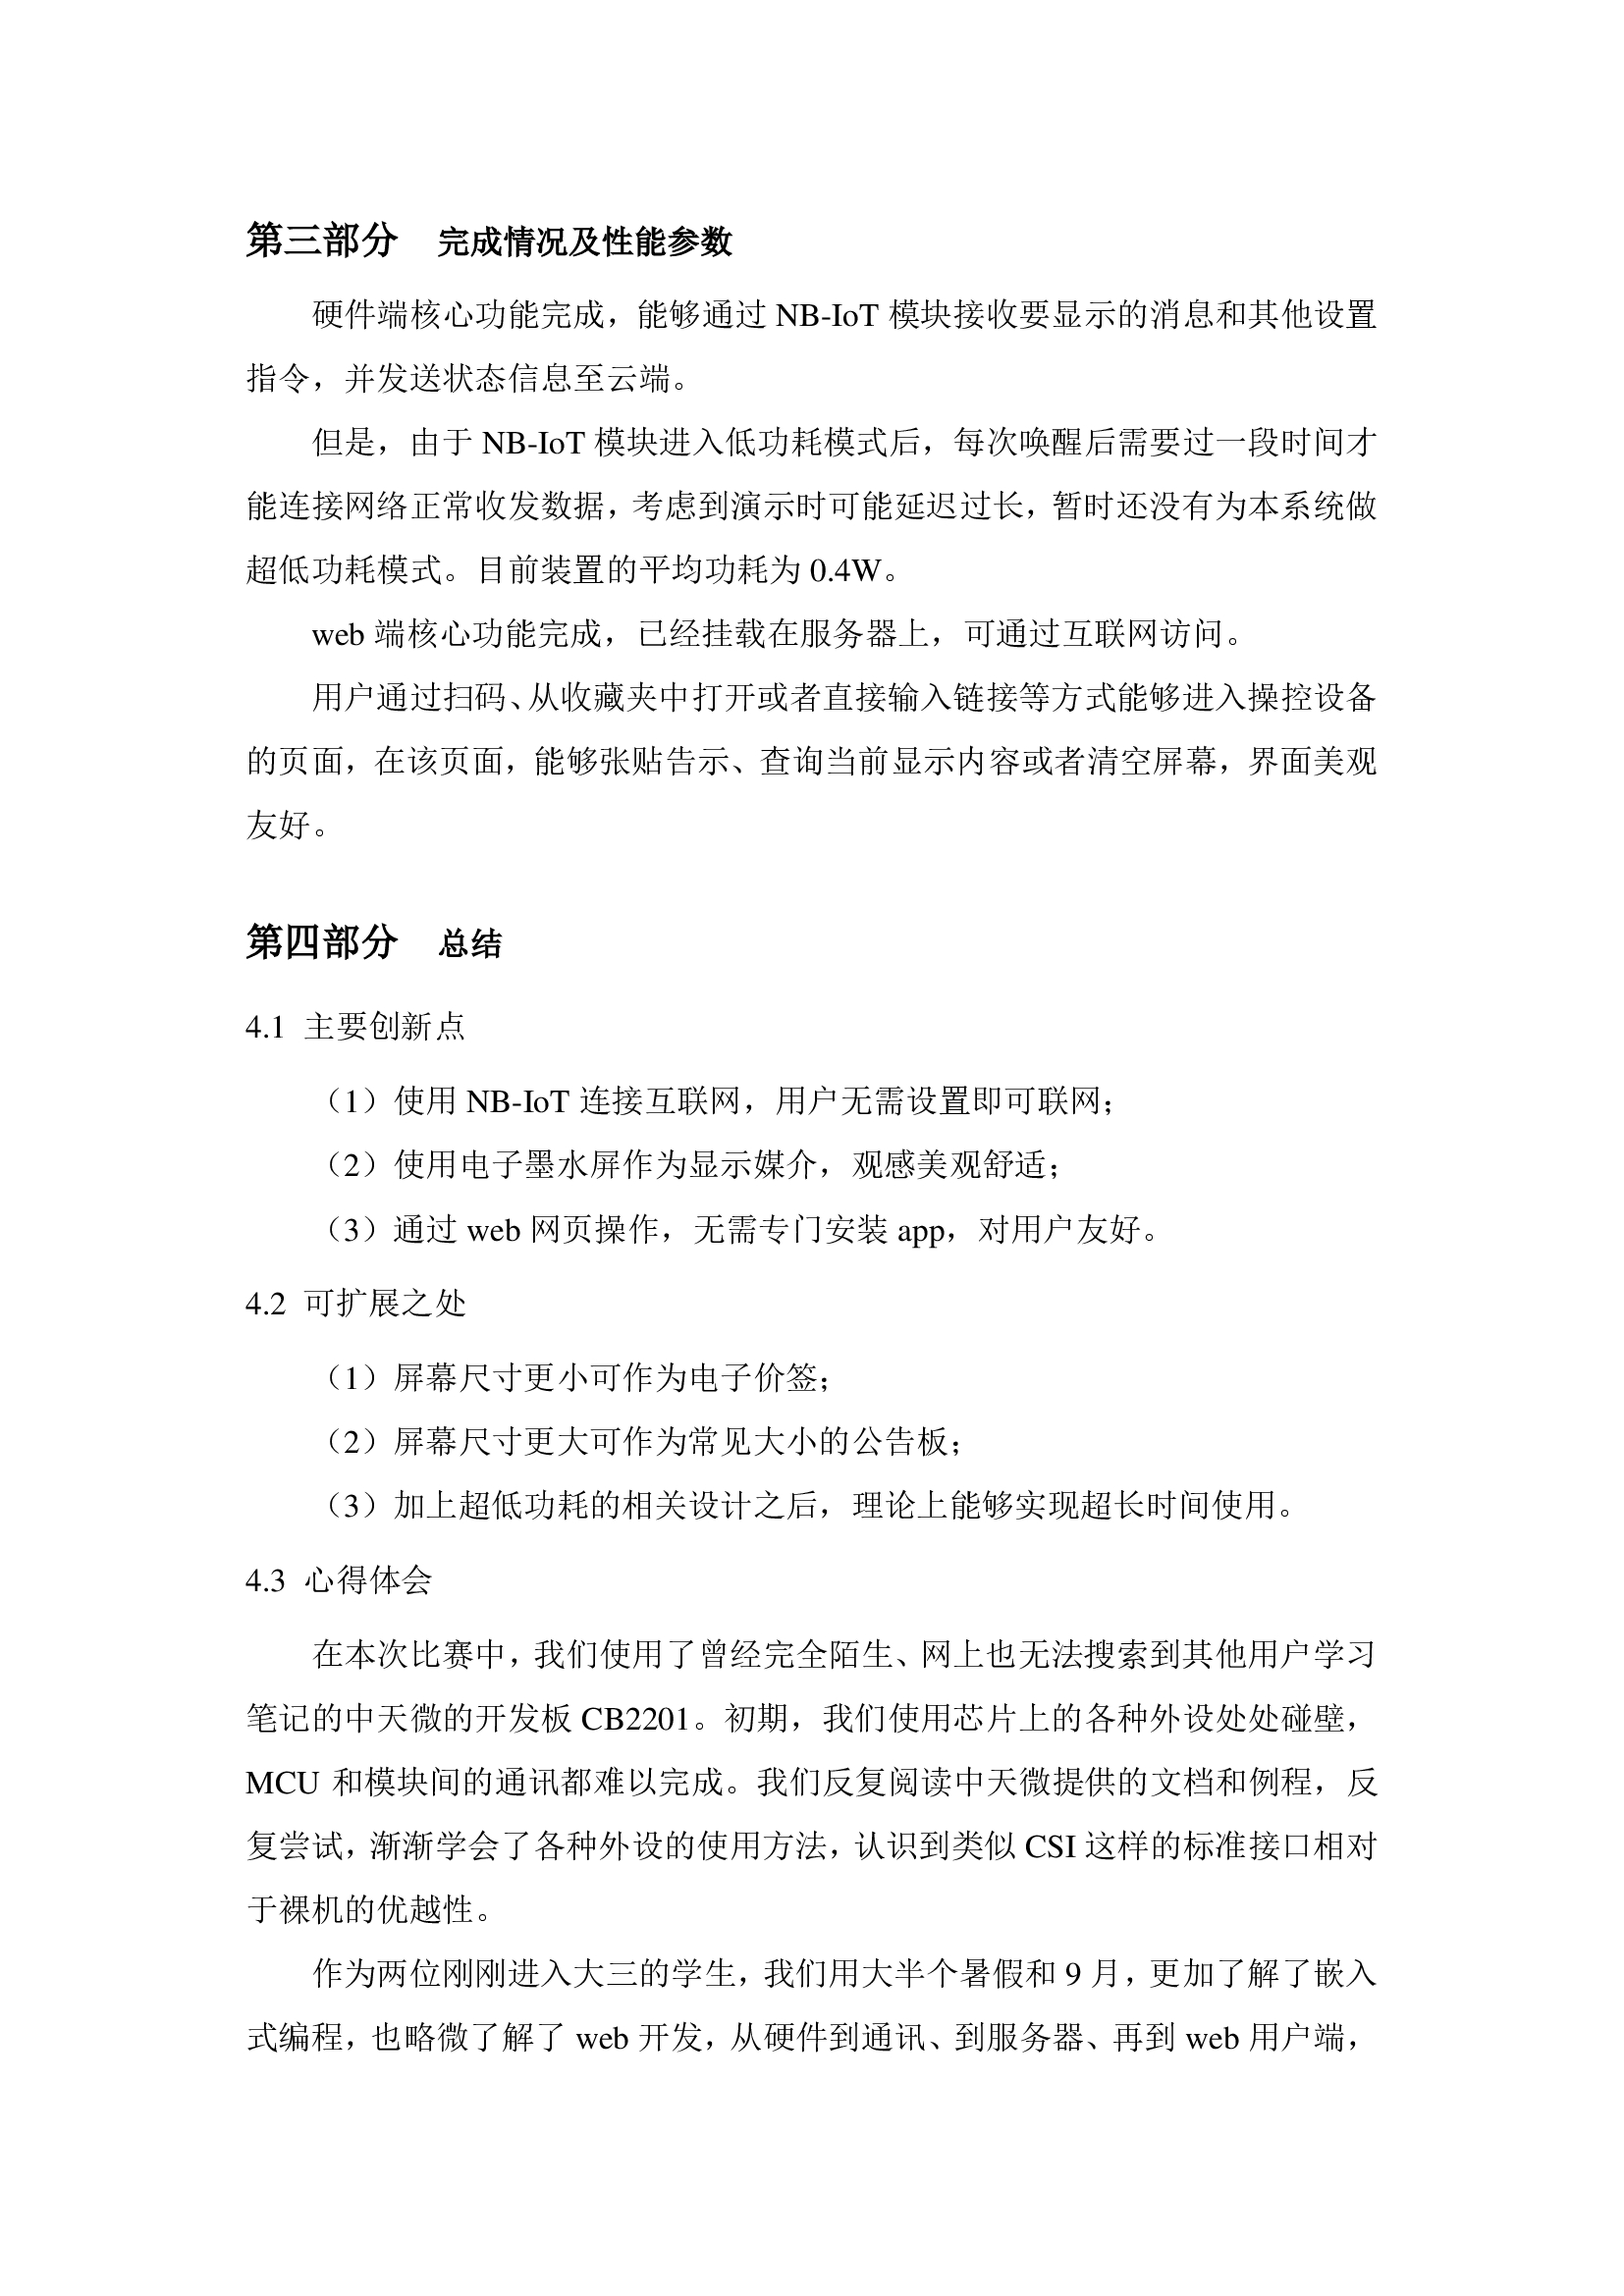 第三部分 完成情况及性能参数
硬件端核心功能完成，能够通过 NB-IoT 模块接收要显示的消息和其他设置
指令，并发送状态信息至云端。
但是，由于 NB-IoT 模块进入低功耗模式后，每次唤醒后需要过一段时间才
能连接网络正常收发数据，考虑到演示时可能延迟过长，暂时还没有为本系统做
超低功耗模式。目前装置的平均功耗为 0.4W。
web 端核心功能完成，已经挂载在服务器上，可通过互联网访问。
用户通过扫码、从收藏夹中打开或者直接输入链接等方式能够进入操控设备
的页面，在该页面，能够张贴告示、查询当前显示内容或者清空屏幕，界面美观
友好。
第四部分 总结
4.1 主要创新点
（1）使用 NB-IoT 连接互联网，用户无需设置即可联网；
（2）使用电子墨水屏作为显示媒介，观感美观舒适；
（3）通过 web 网页操作，无需专门安装 app，对用户友好。
4.2 可扩展之处
（1）屏幕尺寸更小可作为电子价签；
（2）屏幕尺寸更大可作为常见大小的公告板；
（3）加上超低功耗的相关设计之后，理论上能够实现超长时间使用。
4.3 心得体会
在本次比赛中，我们使用了曾经完全陌生、网上也无法搜索到其他用户学习
笔记的中天微的开发板 CB2201。初期，我们使用芯片上的各种外设处处碰壁，
MCU 和模块间的通讯都难以完成。我们反复阅读中天微提供的文档和例程，反
复尝试，渐渐学会了各种外设的使用方法，认识到类似 CSI 这样的标准接口相对
于裸机的优越性。
作为两位刚刚进入大三的学生，我们用大半个暑假和 9 月，更加了解了嵌入
式编程，也略微了解了 web 开发，从硬件到通讯、到服务器、再到 web 用户端，